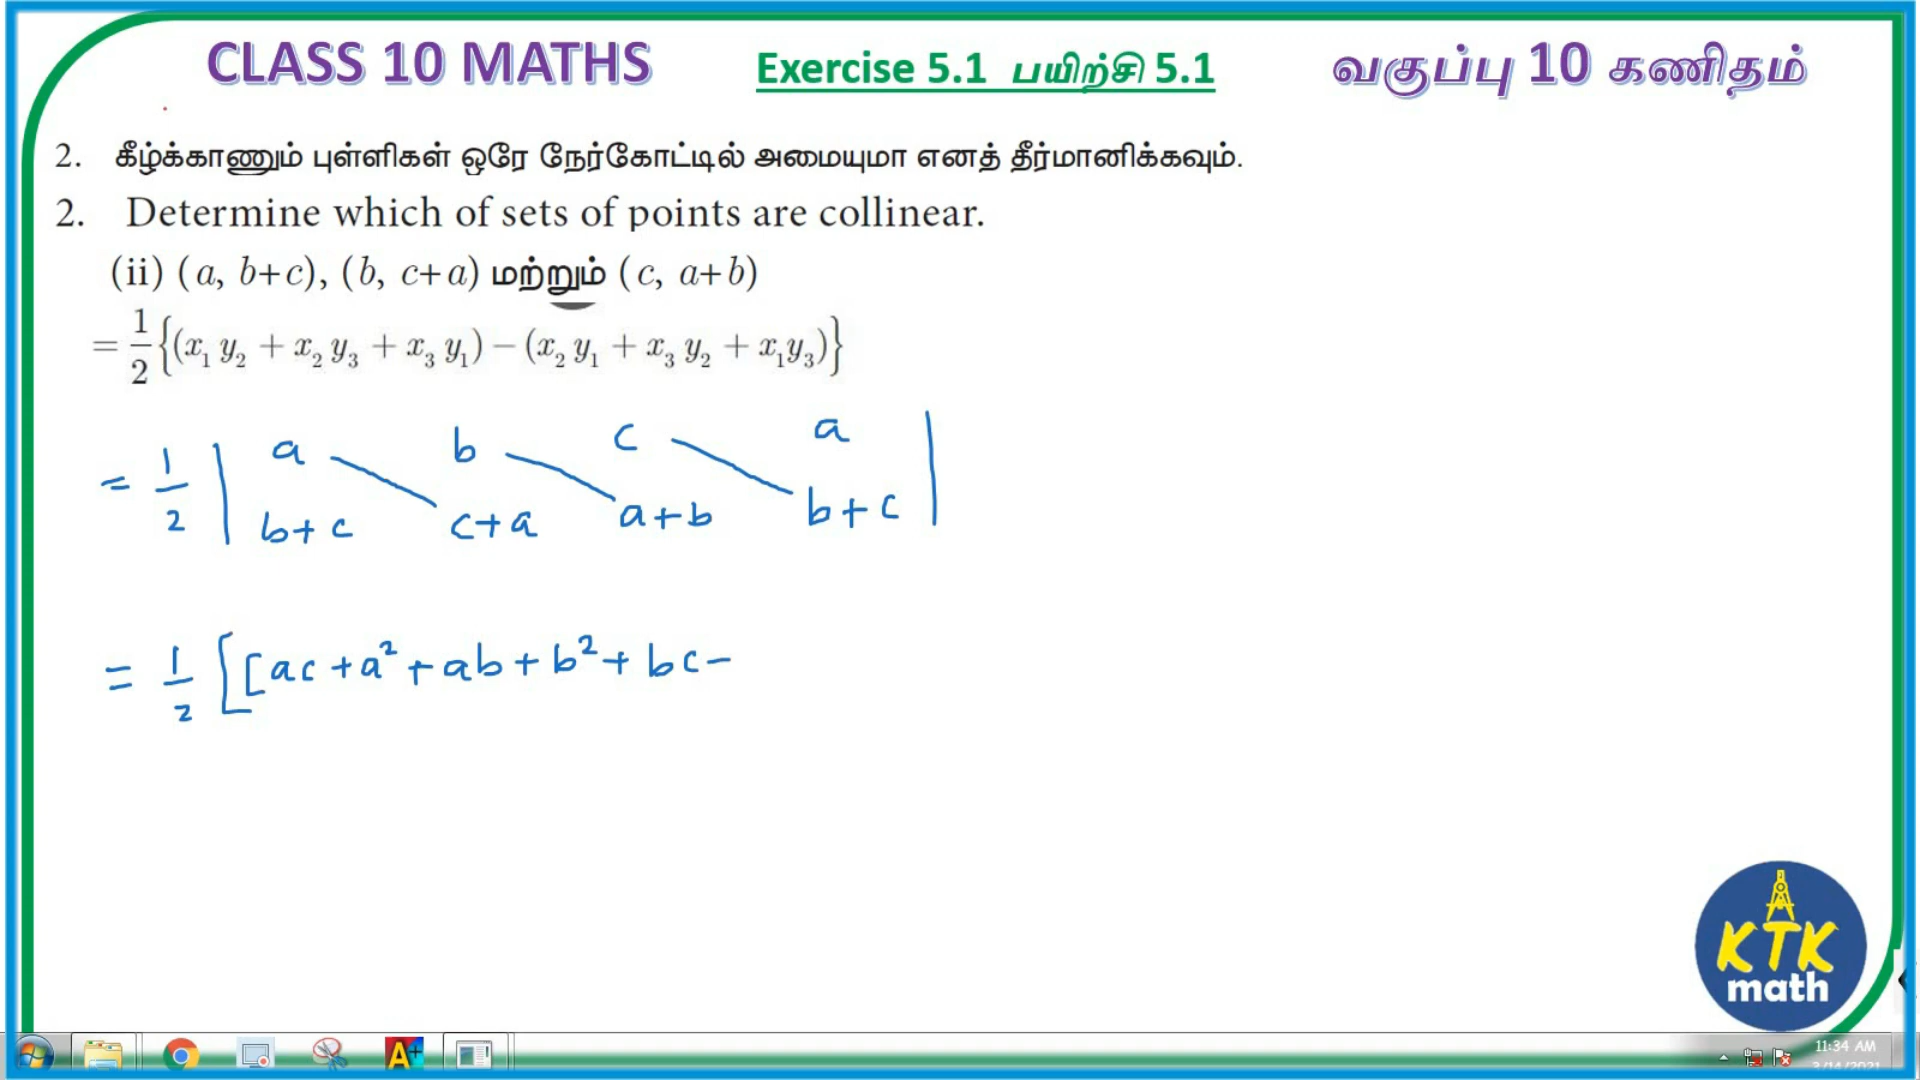 CLASS 10 MATHS Exercise 5.1 பயிற்சி 5.1 வகுப்பு 10 கணிதம்
2. கீழ்க்காணும் புள்ளிகள் ஒரே நேர்கோட்டில் அமையுமா எனத் தீர்மானிக்கவும்.
2. Determine which of sets of points are collinear.
(ii) (a, b+c), (b, c+a) மற்றும் (c, a+b)
= 1/2 {(x₁ y₂ + x₂ y₃ + x₃ y₁) − (x₂ y₁ + x₃ y₂ + x₁y₃)}
= 1/2 | a b c a |
b+c c+a a+b b+c
= 1/2 [[ac+a²+ab+b²+bc−
KTK
math
A+
11:34 AM